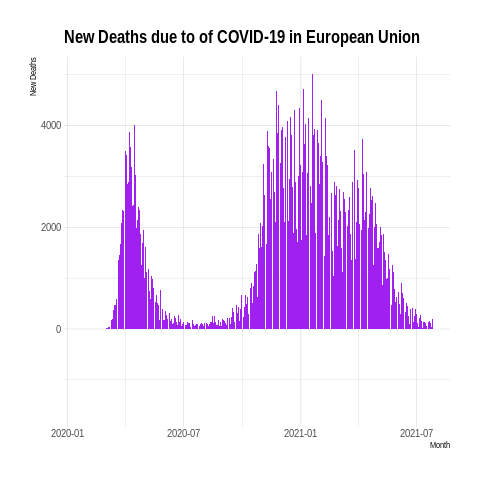 New Deaths due to of COVID-19 in European Union
New Deaths
4000
2000
0
2020-01
2020-07
2021-01
2021-07
Month